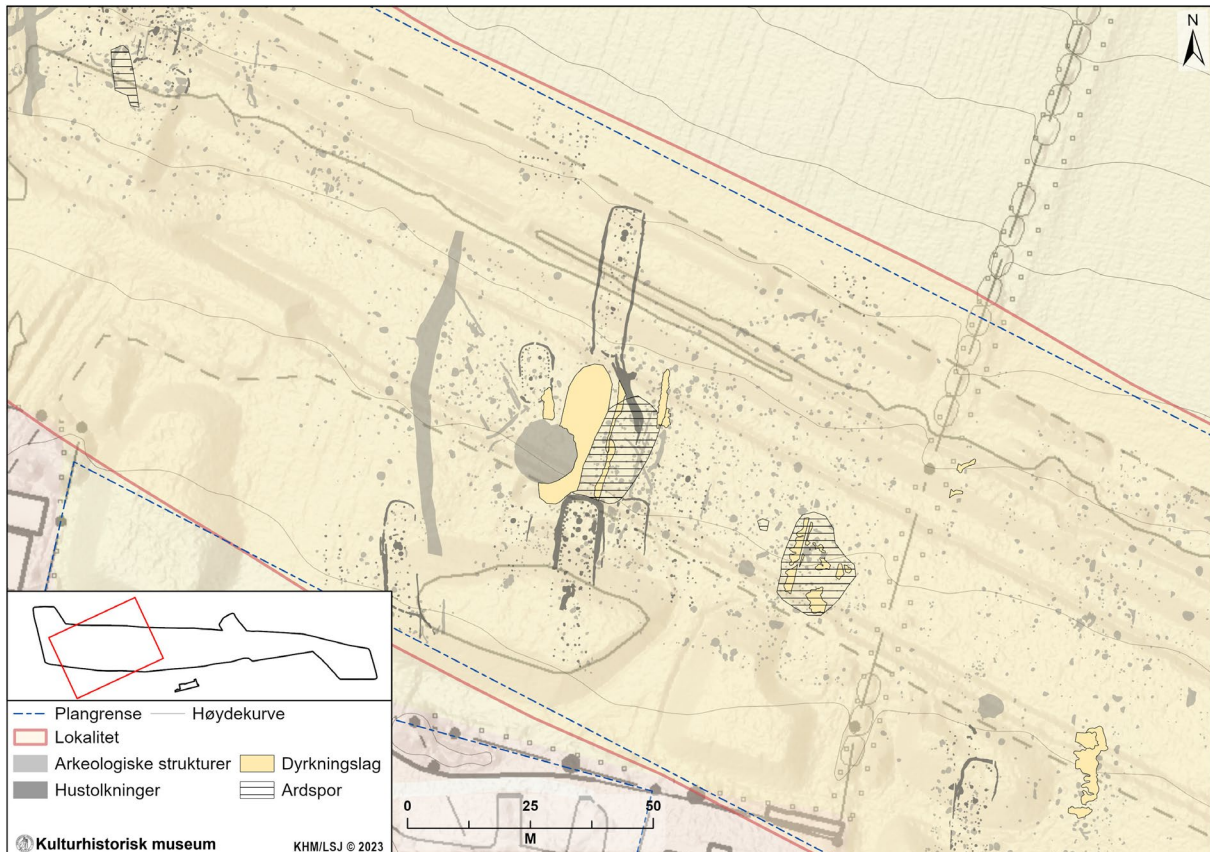 N
Plangrense Høydekurve
Lokalitet
Arkeologiske strukturer Dyrkningslag
Hustolkninger Ardspor
0 25 50
M
Kulturhistorisk museum KHM/LSJ © 2023